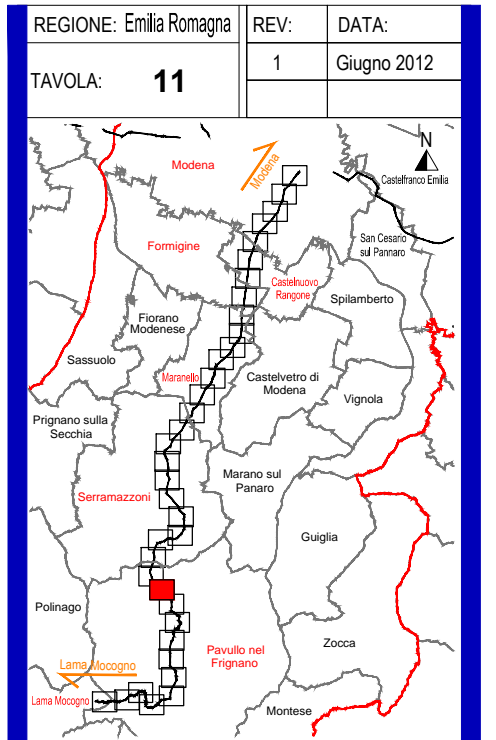 REGIONE: Emilia Romagna
REV:
DATA:
TAVOLA: 11
1
Giugno 2012
Modena
Modena
N
Castelfranco Emilia
San Cesario
sul Pannaro
Formigine
Castelnuovo
Rangone
Spilamberto
Fiorano
Modenese
Sassuolo
Maranello
Castelvetro di
Modena
Vignola
Prignano sulla
Secchia
Marano sul
Panaro
Serramazzoni
Guiglia
Polinago
Pavullo nel
Frignano
Zocca
Lama Mocogno
Lama Mocogno
Montese